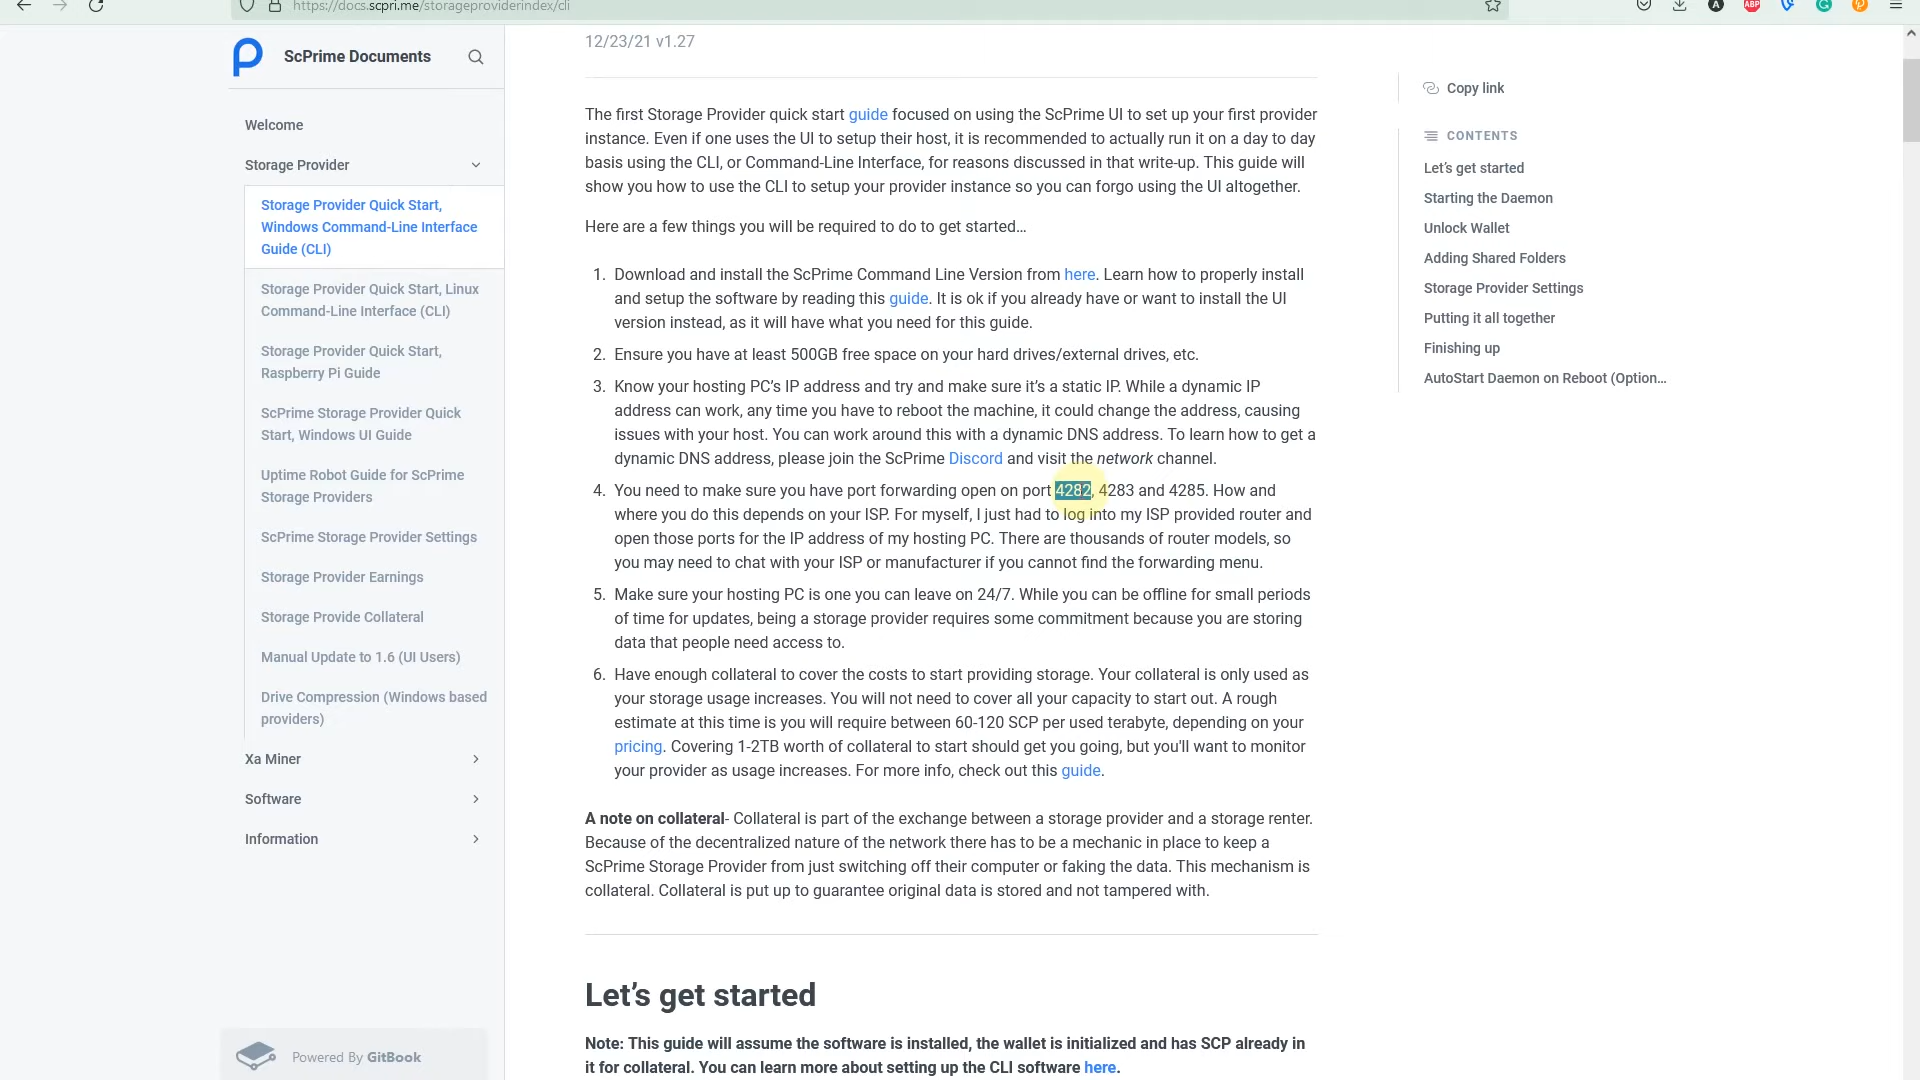 https://docs.scpri.me/storageproviderindex/cli
A
ABP
ScPrime Documents
Welcome
Storage Provider
Storage Provider Quick Start,
Windows Command-Line Interface
Guide (CLI)
Storage Provider Quick Start, Linux
Command-Line Interface (CLI)
Storage Provider Quick Start,
Raspberry Pi Guide
ScPrime Storage Provider Quick
Start, Windows UI Guide
Uptime Robot Guide for ScPrime
Storage Providers
ScPrime Storage Provider Settings
Storage Provider Earnings
Storage Provide Collateral
Manual Update to 1.6 (UI Users)
Drive Compression (Windows based
providers)
Xa Miner
Software
Information
Powered By GitBook
12/23/21 v1.27
The first Storage Provider quick start guide focused on using the ScPrime UI to set up your first provider
instance. Even if one uses the UI to setup their host, it is recommended to actually run it on a day to day
basis using the CLI, or Command-Line Interface, for reasons discussed in that write-up. This guide will
show you how to use the CLI to setup your provider instance so you can forgo using the UI altogether.
Here are a few things you will be required to do to get started…
1. Download and install the ScPrime Command Line Version from here. Learn how to properly install
and setup the software by reading this guide. It is ok if you already have or want to install the UI
version instead, as it will have what you need for this guide.
2. Ensure you have at least 500GB free space on your hard drives/external drives, etc.
3. Know your hosting PC’s IP address and try and make sure it’s a static IP. While a dynamic IP
address can work, any time you have to reboot the machine, it could change the address, causing
issues with your host. You can work around this with a dynamic DNS address. To learn how to get a
dynamic DNS address, please join the ScPrime Discord and visit the network channel.
4. You need to make sure you have port forwarding open on port 4282, 4283 and 4285. How and
where you do this depends on your ISP. For myself, I just had to log into my ISP provided router and
open those ports for the IP address of my hosting PC. There are thousands of router models, so
you may need to chat with your ISP or manufacturer if you cannot find the forwarding menu.
5. Make sure your hosting PC is one you can leave on 24/7. While you can be offline for small periods
of time for updates, being a storage provider requires some commitment because you are storing
data that people need access to.
6. Have enough collateral to cover the costs to start providing storage. Your collateral is only used as
your storage usage increases. You will not need to cover all your capacity to start out. A rough
estimate at this time is you will require between 60-120 SCP per used terabyte, depending on your
pricing. Covering 1-2TB worth of collateral to start should get you going, but you'll want to monitor
your provider as usage increases. For more info, check out this guide.
A note on collateral- Collateral is part of the exchange between a storage provider and a storage renter.
Because of the decentralized nature of the network there has to be a mechanic in place to keep a
ScPrime Storage Provider from just switching off their computer or faking the data. This mechanism is
collateral. Collateral is put up to guarantee original data is stored and not tampered with.
Let’s get started
Note: This guide will assume the software is installed, the wallet is initialized and has SCP already in
it for collateral. You can learn more about setting up the CLI software here.
Copy link
CONTENTS
Let’s get started
Starting the Daemon
Unlock Wallet
Adding Shared Folders
Storage Provider Settings
Putting it all together
Finishing up
AutoStart Daemon on Reboot (Option…